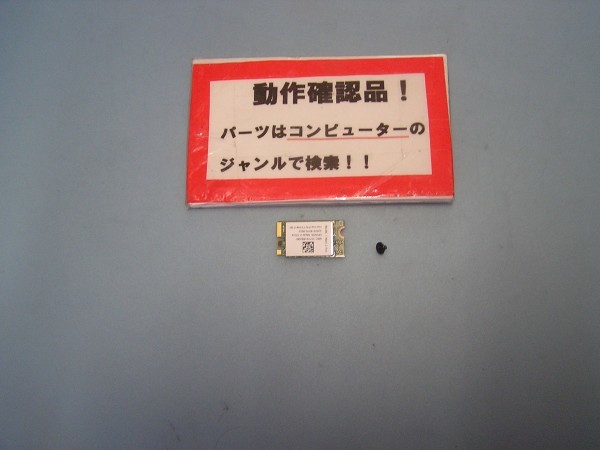 動作確認品！
パーツはコンピューターの
ジャンルで検索！！